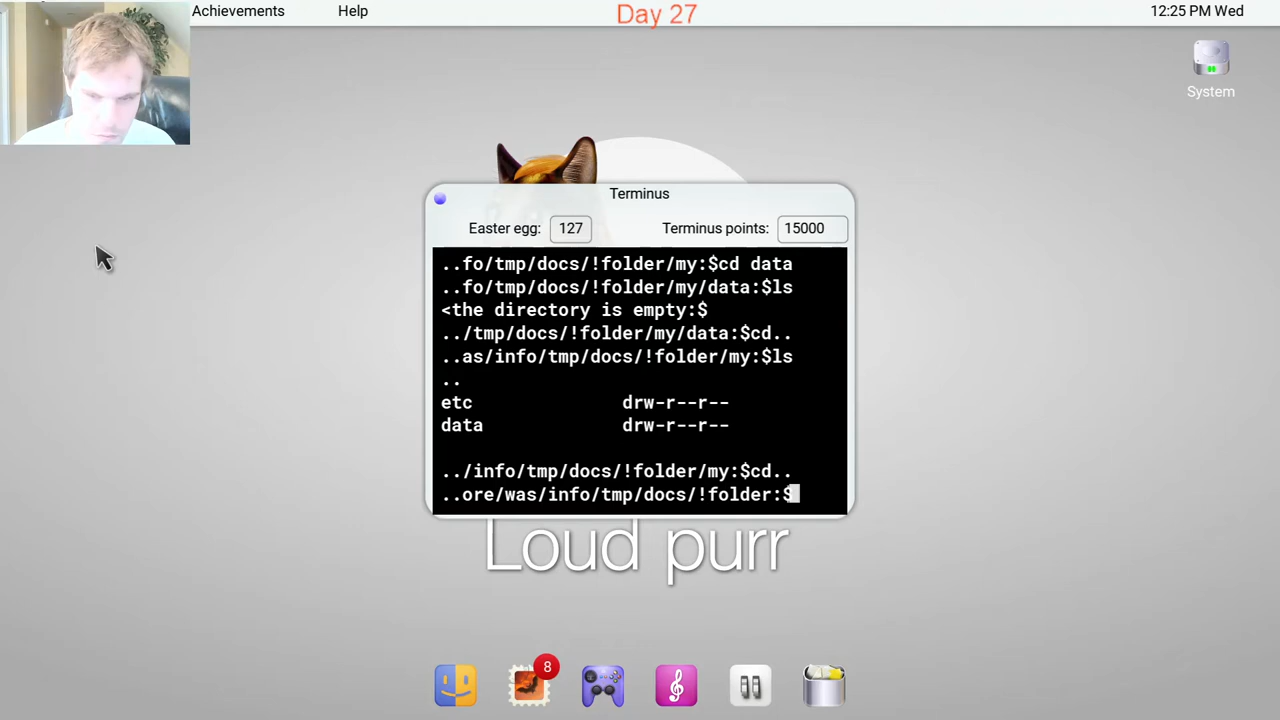 Achievements
Help
Day 27
12:25 PM Wed
System
Terminus
Easter egg: 127
Terminus points: 15000
..fo/tmp/docs/!folder/my:$cd data
..fo/tmp/docs/!folder/my/data:$ls
<the directory is empty:$
../tmp/docs/!folder/my/data:$cd..
..as/info/tmp/docs/!folder/my:$ls
..
etc drw-r--r--
data drw-r--r--
../info/tmp/docs/!folder/my:$cd..
..ore/was/info/tmp/docs/!folder:$
Loud purr
8